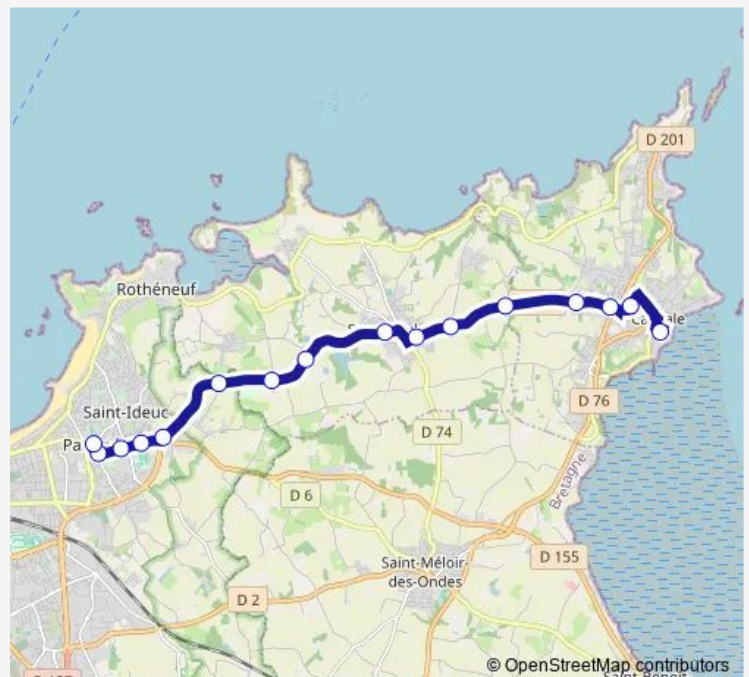 D 201
Rothéneuf
Saint-Ideuc
D 76
D 74
D 6
Bretagne
Saint-Méloir-
des-Ondes
D 155
D 2
© OpenStreetMap contributors